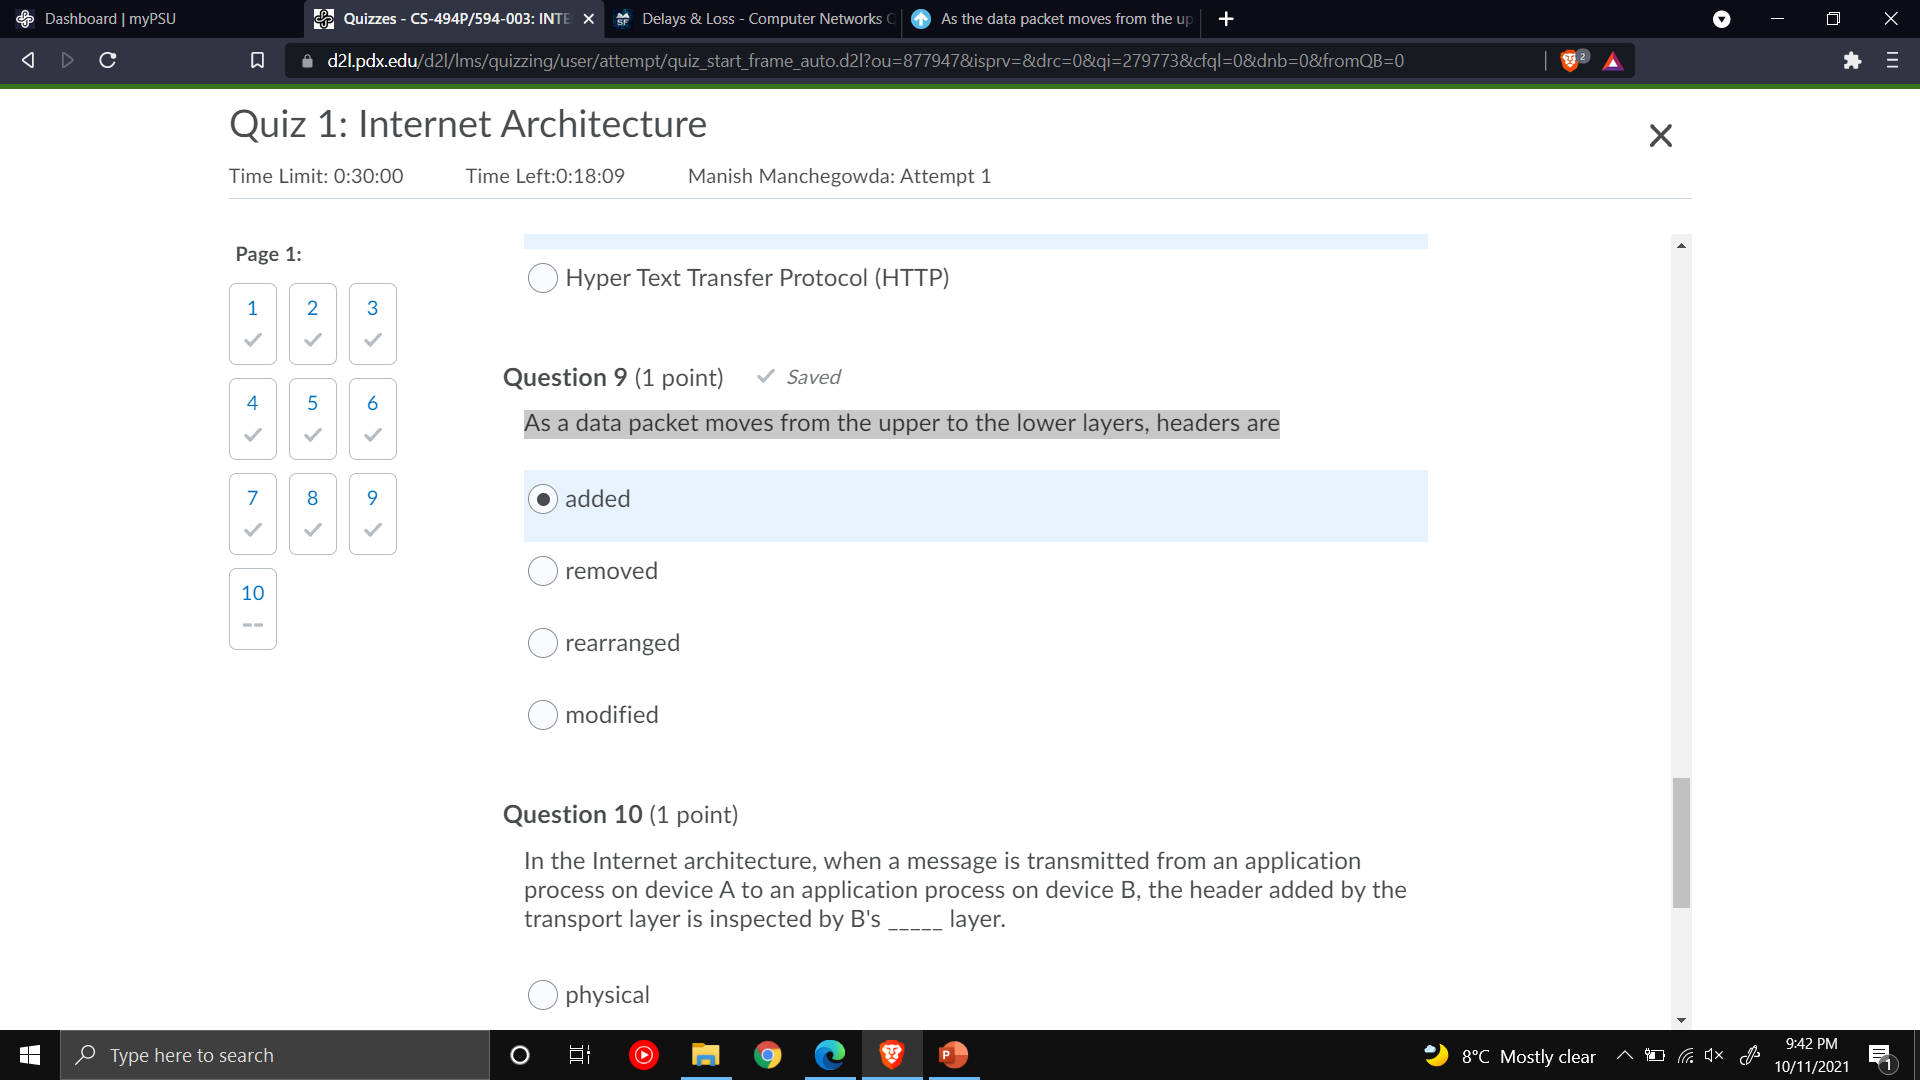 Dashboard | myPSU
Quizzes - CS-494P/594-003: INTE
Delays & Loss - Computer Networks
As the data packet moves from the up
d2l.pdx.edu/d2l/lms/quizzing/user/attempt/quiz_start_frame_auto.d2l?ou=877947&isprv=&drc=0&qi=279773&cfql=0&dnb=0&fromQB=0
2
Quiz 1: Internet Architecture
Time Limit: 0:30:00 Time Left:0:18:09 Manish Manchegowda: Attempt 1
Page 1:
1 2 3
4 5 6
7 8 9
10
--
Hyper Text Transfer Protocol (HTTP)
Question 9 (1 point) Saved
As a data packet moves from the upper to the lower layers, headers are
added
removed
rearranged
modified
Question 10 (1 point)
In the Internet architecture, when a message is transmitted from an application
process on device A to an application process on device B, the header added by the
transport layer is inspected by B's _____ layer.
physical
Type here to search
8°C Mostly clear
9:42 PM
10/11/2021
1